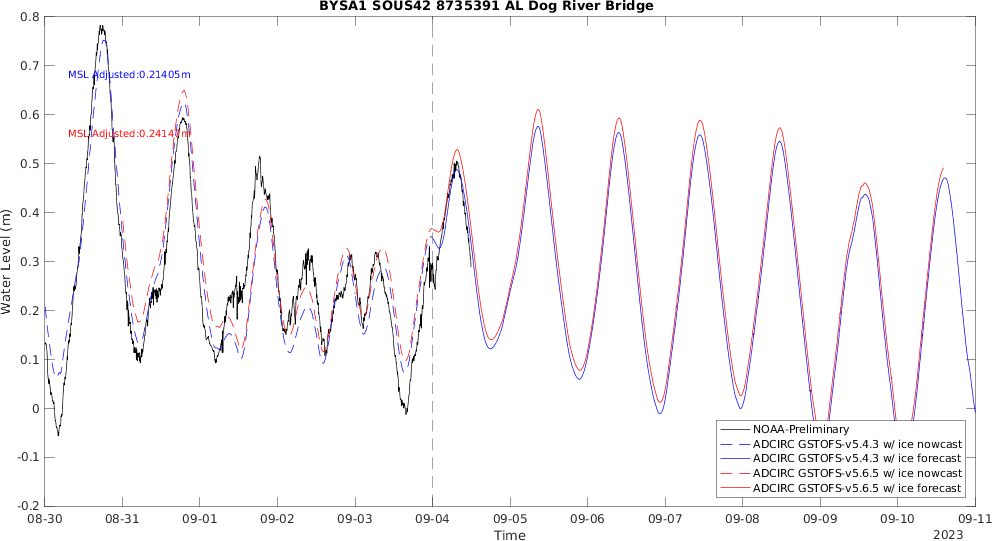 BYSA1 SOUS42 8735391 AL Dog River Bridge
0.8
0.7
0.6
0.5
0.4
0.3
0.2
0.1
0
-0.1
-0.2
Water Level (m)
MSL Adjusted:0.21405m
MSL Adjusted:0.24147m
NOAA-Preliminary
ADCIRC GSTOFS-v5.4.3 w/ ice nowcast
ADCIRC GSTOFS-v5.4.3 w/ ice forecast
ADCIRC GSTOFS-v5.6.5 w/ ice nowcast
ADCIRC GSTOFS-v5.6.5 w/ ice forecast
08-30 08-31 09-01 09-02 09-03 09-04 09-05 09-06 09-07 09-08 09-09 09-10 09-11
Time
2023